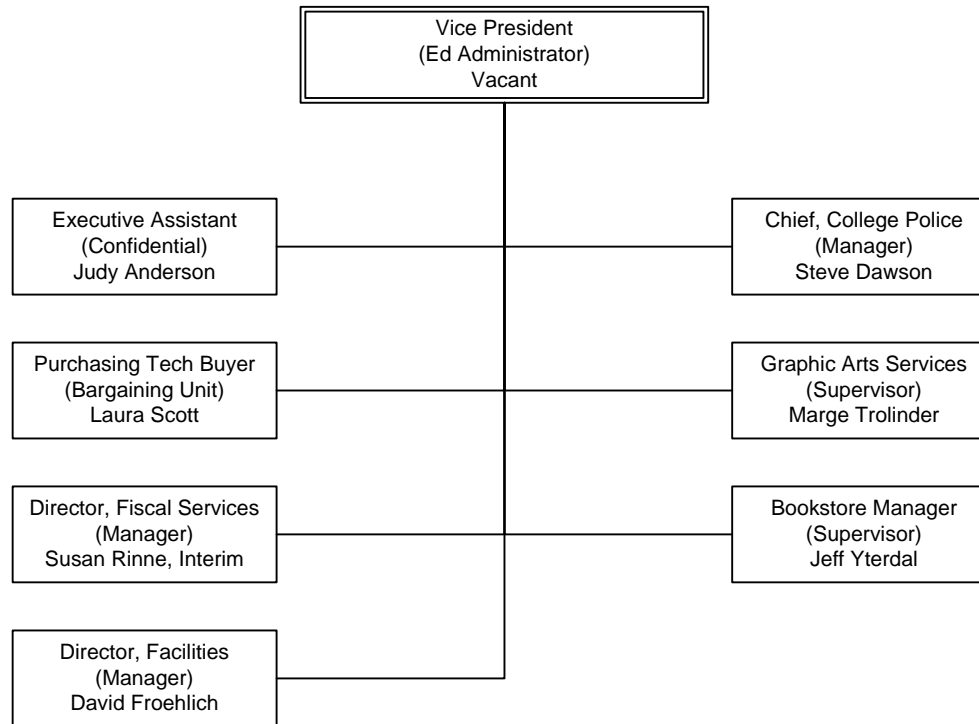 Vice President
(Ed Administrator)
Vacant
Executive Assistant
(Confidential)
Judy Anderson
Chief, College Police
(Manager)
Steve Dawson
Purchasing Tech Buyer
(Bargaining Unit)
Laura Scott
Graphic Arts Services
(Supervisor)
Marge Trolinder
Director, Fiscal Services
(Manager)
Susan Rinne, Interim
Bookstore Manager
(Supervisor)
Jeff Yterdal
Director, Facilities
(Manager)
David Froehlich